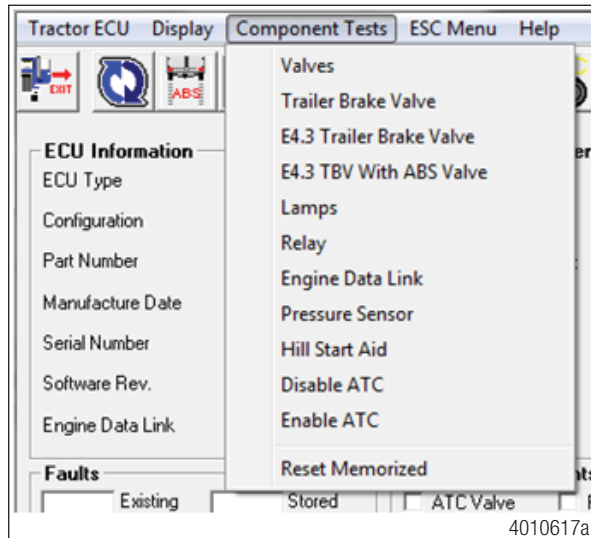 Tractor ECU Display Component Tests ESC Menu Help
EXIT ABS
Valves
Trailer Brake Valve
E4.3 Trailer Brake Valve
E4.3 TBV With ABS Valve
Lamps
Relay
Engine Data Link
Pressure Sensor
Hill Start Aid
Disable ATC
Enable ATC
Reset Memorized
ECU Information
ECU Type
Configuration
Part Number
Manufacture Date
Serial Number
Software Rev.
Engine Data Link
Faults
Existing Stored ATC Valve
4010617a